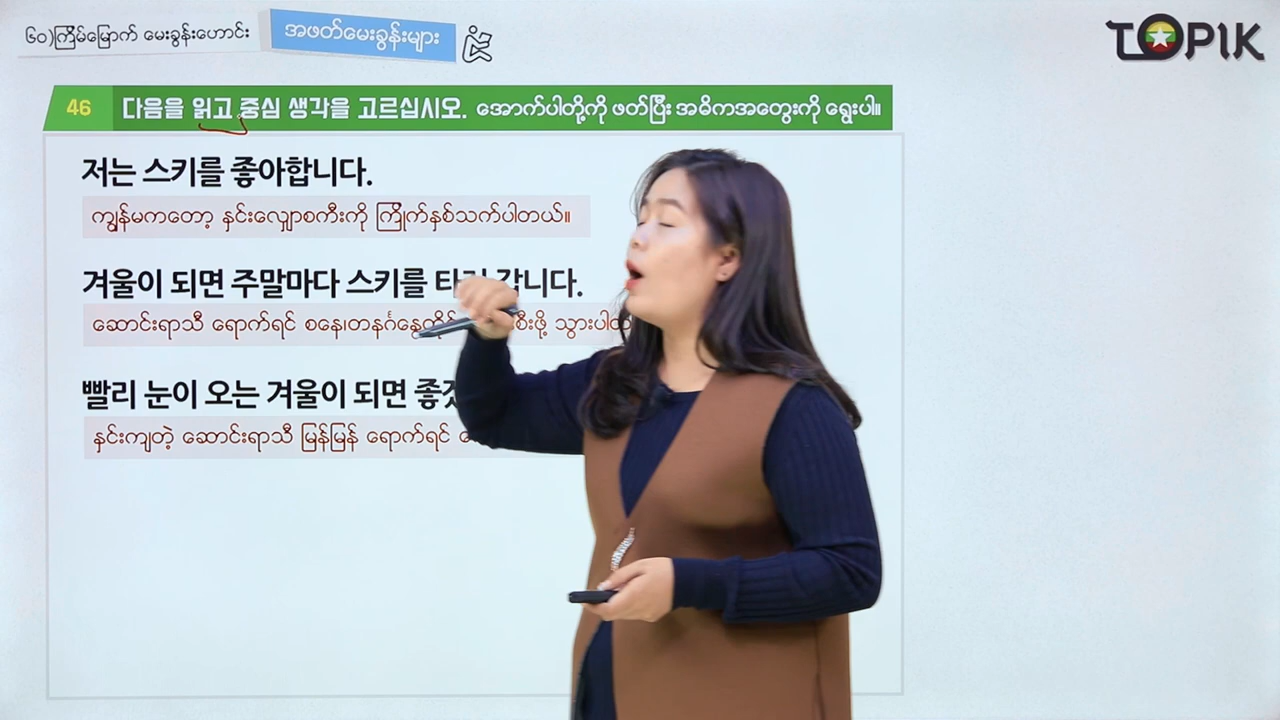 ၆၀)ကြိမ်မြောက် မေးခွန်းဟောင်း
အဖတ်မေးခွန်းများ
TOPIK
46 다음을 읽고 중심 생각을 고르십시오. အောက်ပါတို့ကို ဖတ်ပြီး အဓိကအတွေးကို ရွေးပါ။
저는 스키를 좋아합니다.
ကျွန်မကတော့ နှင်းလျှောစကီးကို ကြိုက်နှစ်သက်ပါတယ်။
겨울이 되면 주말마다 스키를 갑니다.
ဆောင်းရာသီ ရောက်ရင် စနေ၊တနင်္ဂနွေတိုင်း စီးဖို့
빨리 눈이 오는 겨울이 되면
နှင်းကျတဲ့ ဆောင်းရာသီ မြန်မြန် ရောက်ရင်